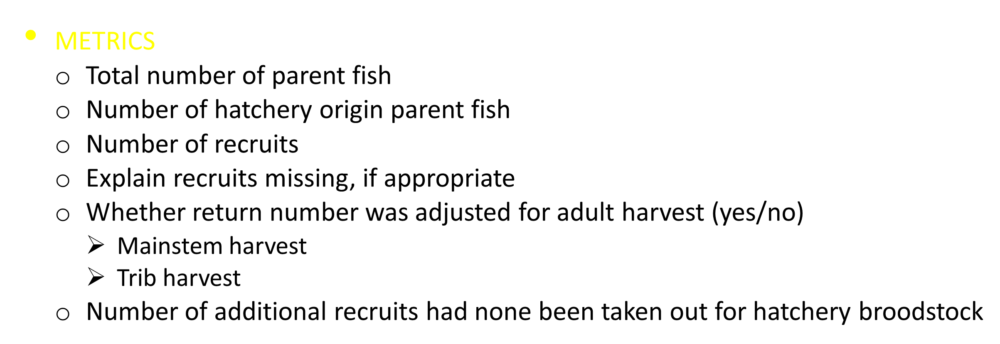 • METRICS
o Total number of parent fish
o Number of hatchery origin parent fish
o Number of recruits
o Explain recruits missing, if appropriate
o Whether return number was adjusted for adult harvest (yes/no)
➢ Mainstem harvest
➢ Trib harvest
o Number of additional recruits had none been taken out for hatchery broodstock